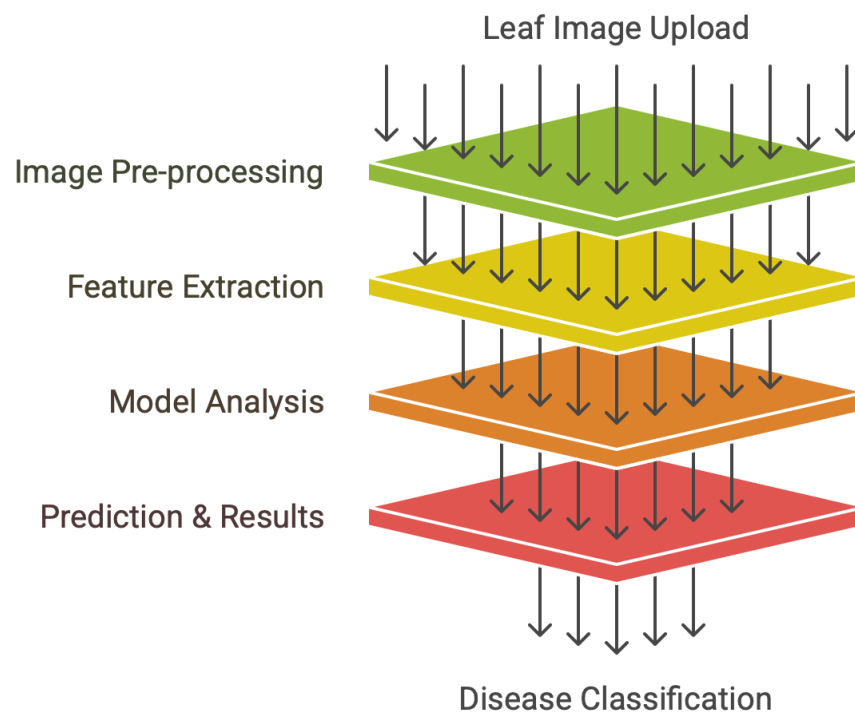 Leaf Image Upload
Image Pre-processing
Feature Extraction
Model Analysis
Prediction & Results
Disease Classification